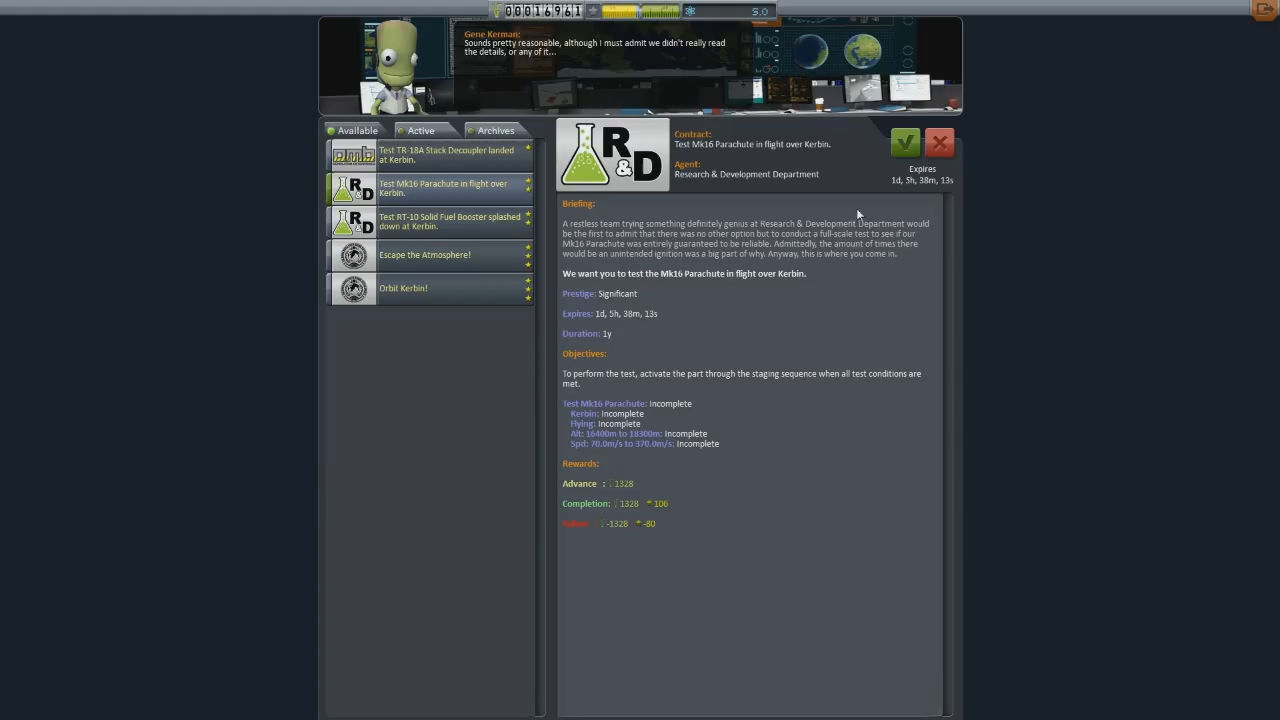 00016961
5.0
Gene Kerman:
Sounds pretty reasonable, although I must admit we didn't really read
the details, or any of it...
Available
Active
Archives
Test TR-18A Stack Decoupler landed
at Kerbin.
R&D
Test Mk16 Parachute in flight over
Kerbin.
R&D
Test RT-10 Solid Fuel Booster splashed
down at Kerbin.
Escape the Atmosphere!
Orbit Kerbin!
R&D
Contract:
Test Mk16 Parachute in flight over Kerbin.
Agent:
Research & Development Department
Expires
1d, 5h, 38m, 13s
Briefing:
A restless team trying something definitely genius at Research & Development Department would
be the first to admit that there was no other option but to conduct a full-scale test to see if our
Mk16 Parachute was entirely guaranteed to be reliable. Admittedly, the amount of times there
would be an unintended ignition was a big part of why. Anyway, this is where you come in.
We want you to test the Mk16 Parachute in flight over Kerbin.
Prestige: Significant
Expires: 1d, 5h, 38m, 13s
Duration: 1y
Objectives:
To perform the test, activate the part through the staging sequence when all test conditions are
met.
Test Mk16 Parachute: Incomplete
Kerbin: Incomplete
Flying: Incomplete
Alt: 16400m to 18300m: Incomplete
Spd: 70.0m/s to 370.0m/s: Incomplete
Rewards:
Advance : 1328
Completion: 1328 106
Failure: -1328 -80